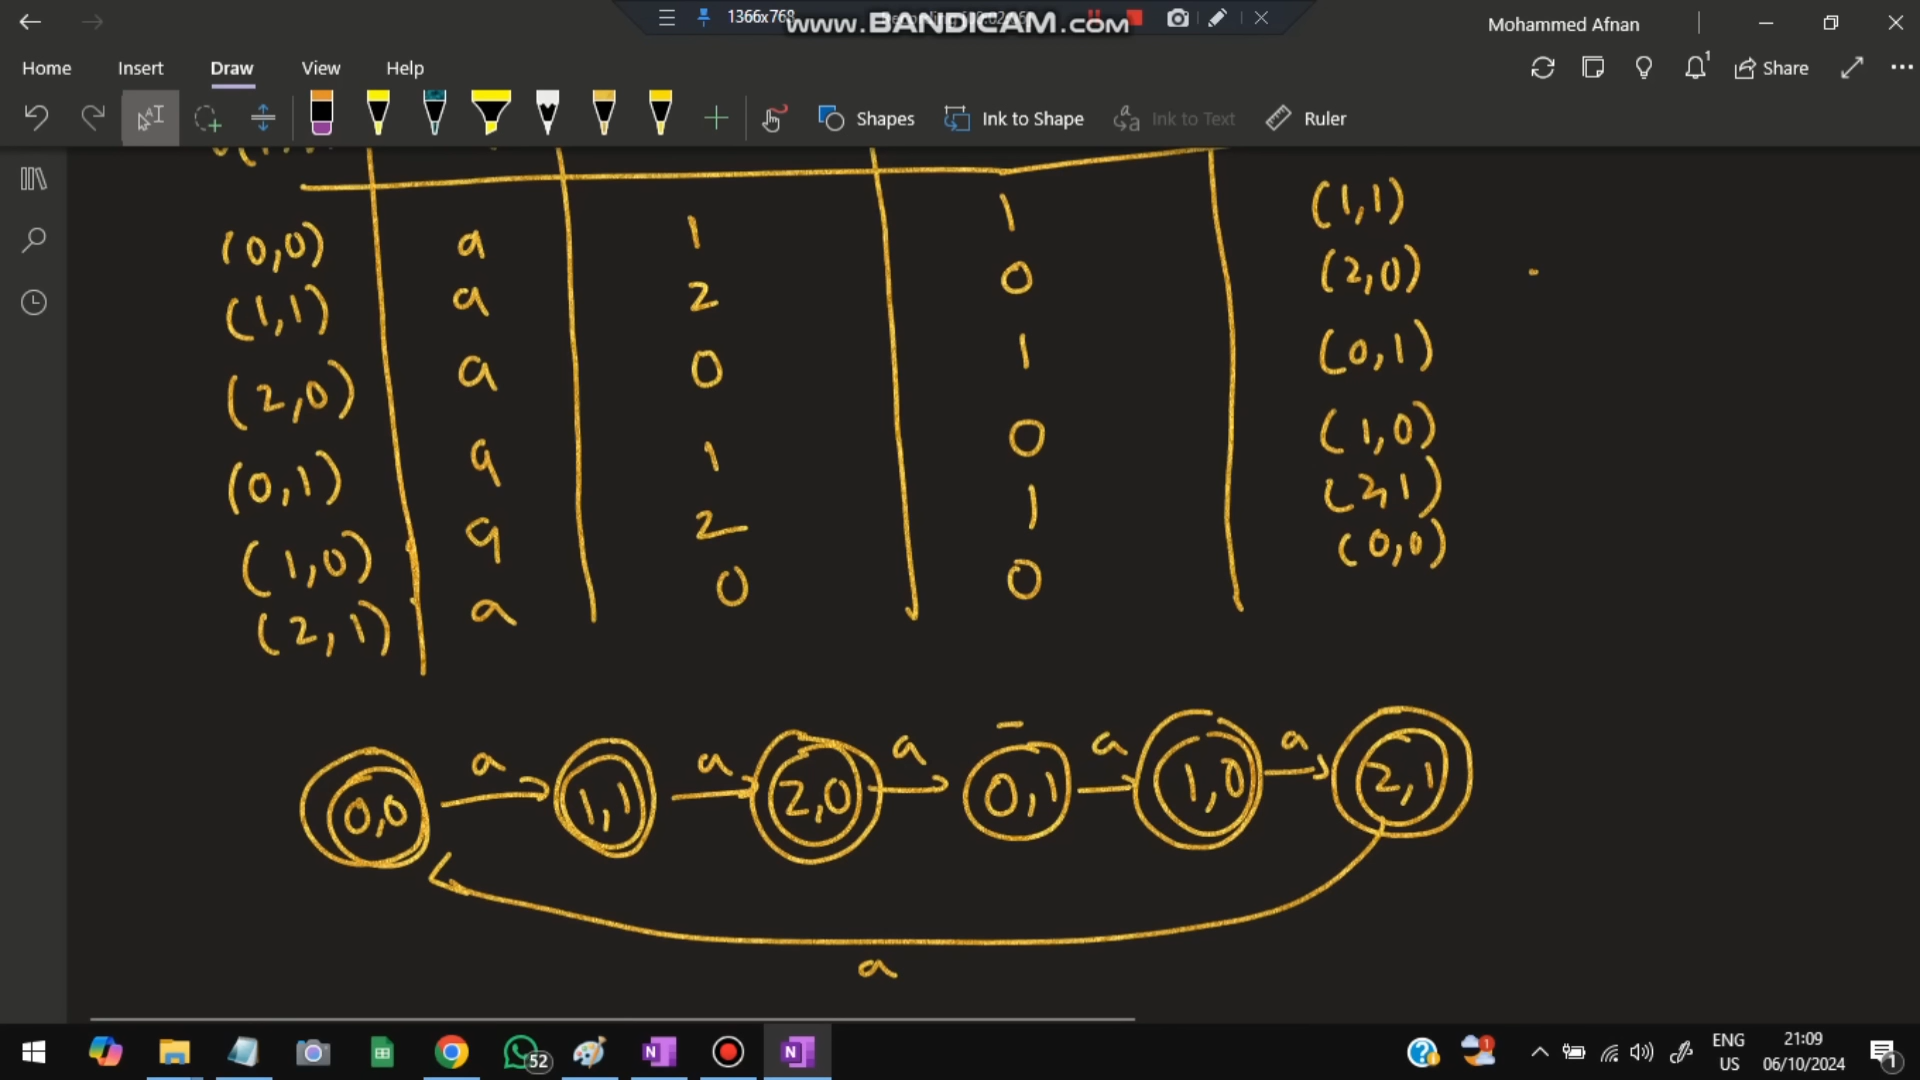 1366x768
www.BANDICAM.com
Mohammed Afnan
Home Insert Draw View Help
Share
Shapes Ink to Shape Ink to Text Ruler
(0,0) a 1 1 (1,1)
(1,1) a 2 0 (2,0)
(2,0) a 0 1 (0,1)
(0,1) a 1 0 (1,0)
(1,0) a 2 1 (2,1)
(2,1) a 0 0 (0,0)
a a a a a
0,0 1,1 2,0 0,1 1,0 2,1
a
52
ENG
US
21:09
06/10/2024